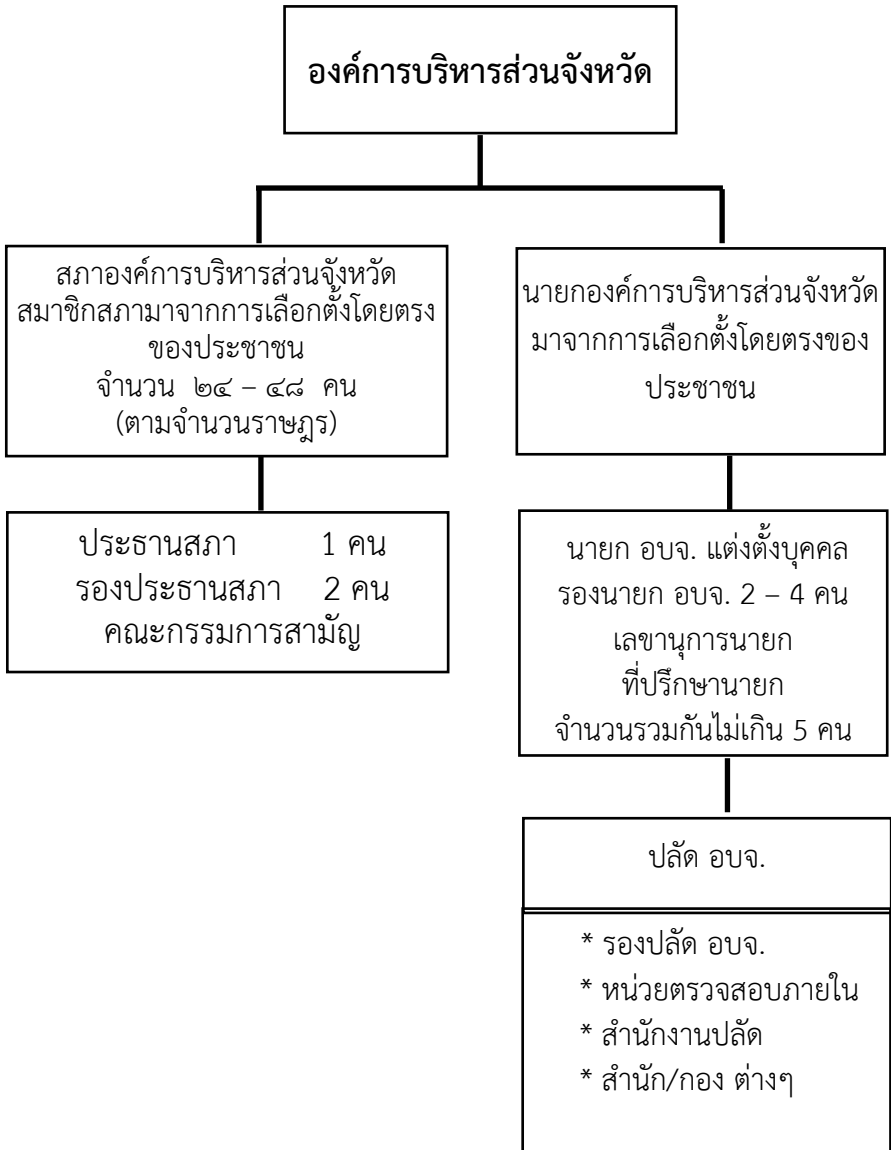 องค์การบริหารส่วนจังหวัด
สภาองค์การบริหารส่วนจังหวัด
สมาชิกสภามาจากการเลือกตั้งโดยตรง
ของประชาชน
จำนวน ๒๔ – ๔๘ คน
(ตามจำนวนราษฎร)
ประธานสภา 1 คน
รองประธานสภา 2 คน
คณะกรรมการสามัญ
นายกองค์การบริหารส่วนจังหวัด
มาจากการเลือกตั้งโดยตรงของ
ประชาชน
นายก อบจ. แต่งตั้งบุคคล
รองนายก อบจ. 2 – 4 คน
เลขานุการนายก
ที่ปรึกษานายก
จำนวนรวมกันไม่เกิน 5 คน
ปลัด อบจ.
* รองปลัด อบจ.
* หน่วยตรวจสอบภายใน
* สำนักงานปลัด
* สำนัก/กอง ต่างๆ